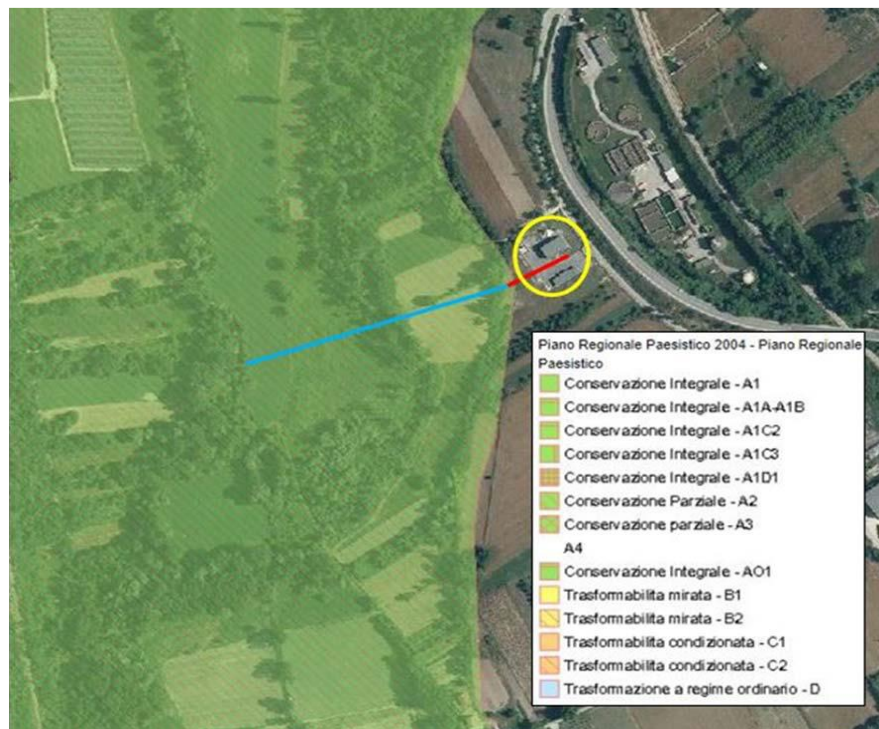 Piano Regionale Paesistico 2004 - Piano Regionale
Paesistico
Conservazione Integrale - A1
Conservazione Integrale - A1A-A1B
Conservazione Integrale - A1C2
Conservazione Integrale - A1C3
Conservazione Integrale - A1D1
Conservazione Parziale - A2
Conservazione parziale - A3
A4
Conservazione Integrale - AO1
Trasformabilita mirata - B1
Trasformabilita mirata - B2
Trasformabilita condizionata - C1
Trasformabilita condizionata - C2
Trasformazione a regime ordinario - D